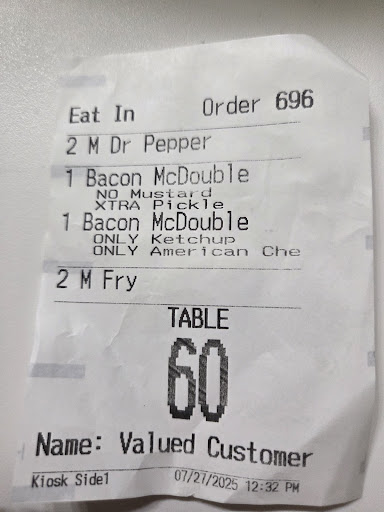 Eat In Order 696
2 M Dr Pepper
1 Bacon McDouble
NO Mustard
XTRA Pickle
1 Bacon McDouble
ONLY Ketchup
ONLY American Che
2 M Fry
TABLE
60
Name: Valued Customer
Kiosk Side1 07/27/2025 12:32 PM